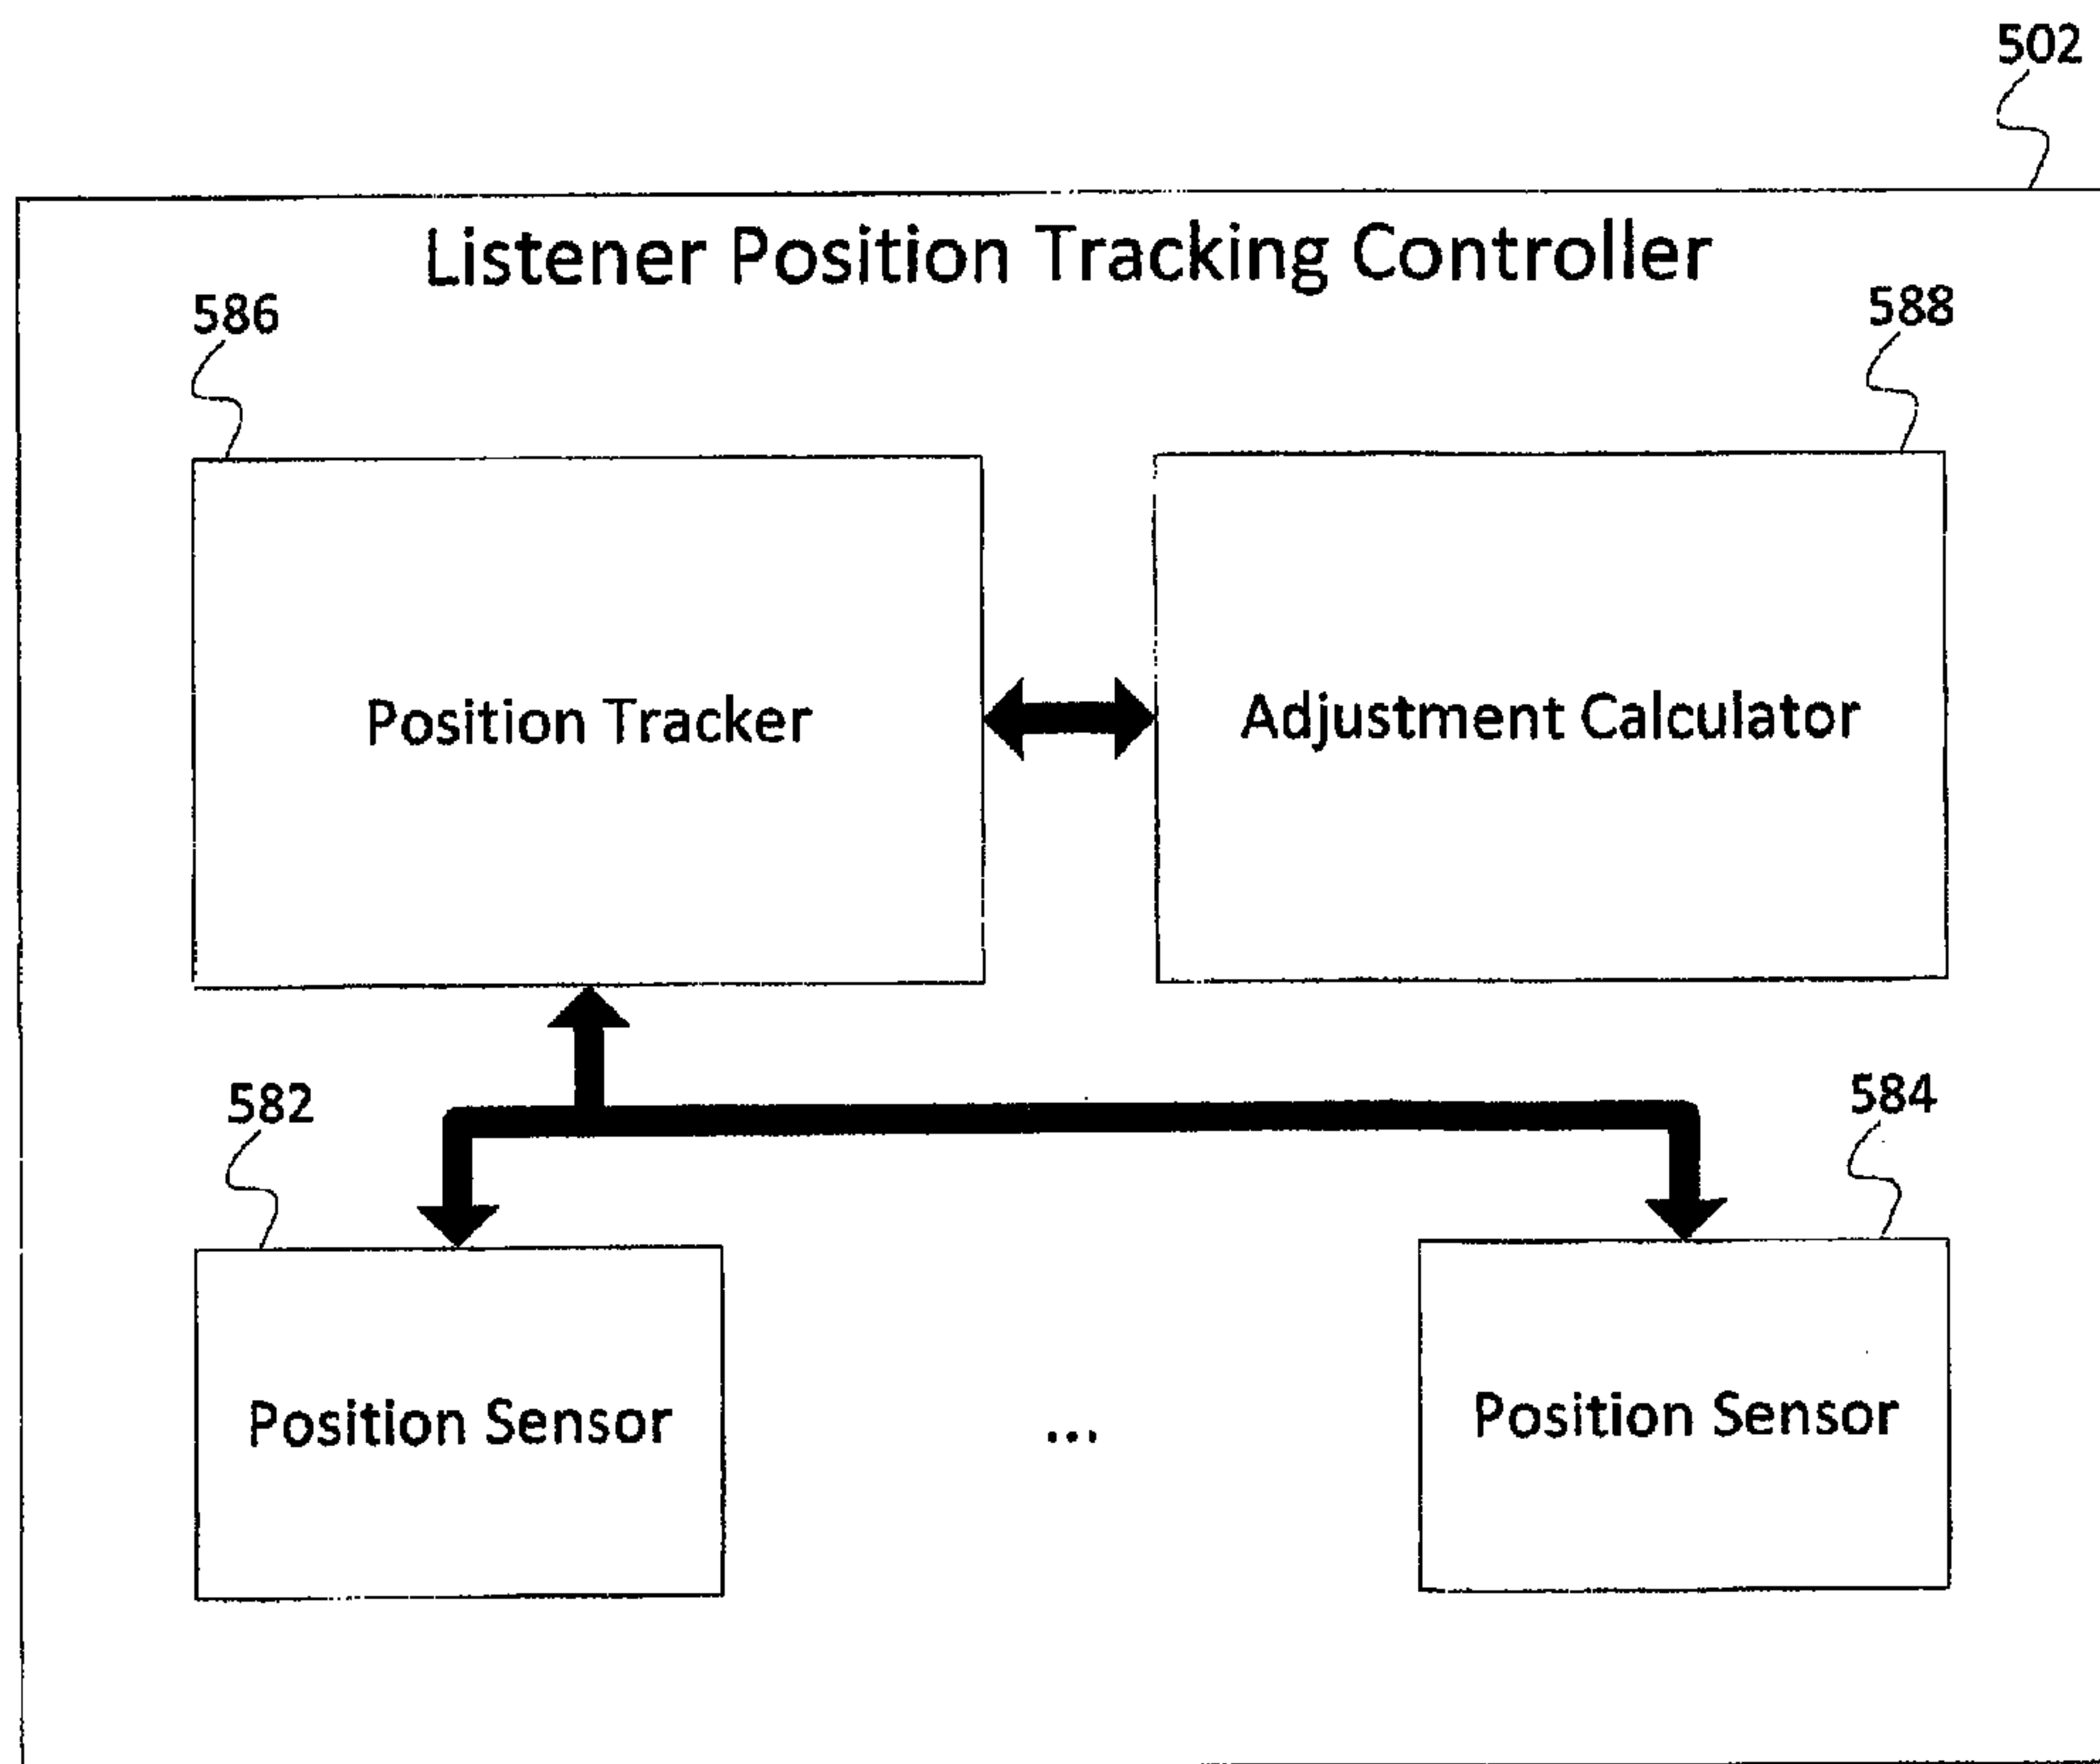 502
Listener Position Tracking Controller
586
588
Position Tracker
Adjustment Calculator
582
584
Position Sensor
...
Position Sensor